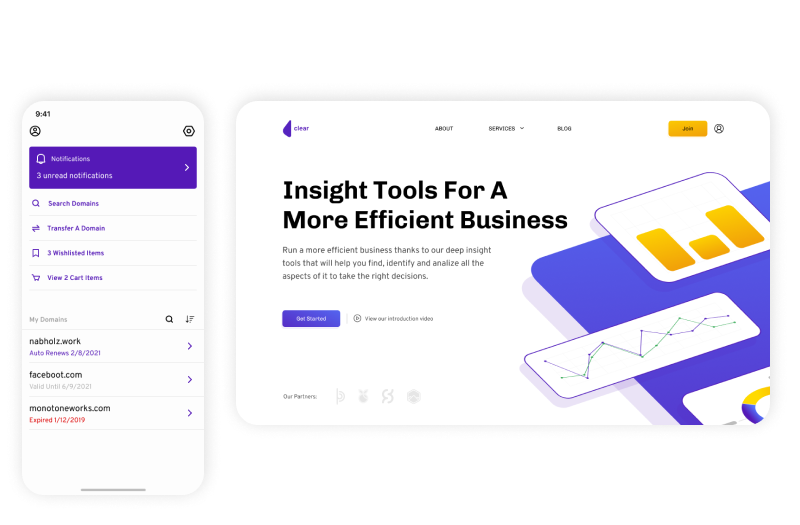 9:41
Notifications
3 unread notifications
Search Domains
Transfer A Domain
3 Wishlisted Items
View 2 Cart Items
My Domains
nabholz.work
Auto Renews 2/8/2021
faceboot.com
Valid Until 6/9/2021
monotoneworks.com
Expired 1/12/2019
clear
ABOUT SERVICES BLOG
Join
Insight Tools For A
More Efficient Business
Run a more efficient business thanks to our deep insight
tools that will help you find, identify and analize all the
aspects of it to take the right decisions.
Get Started
View our introduction video
Our Partners: